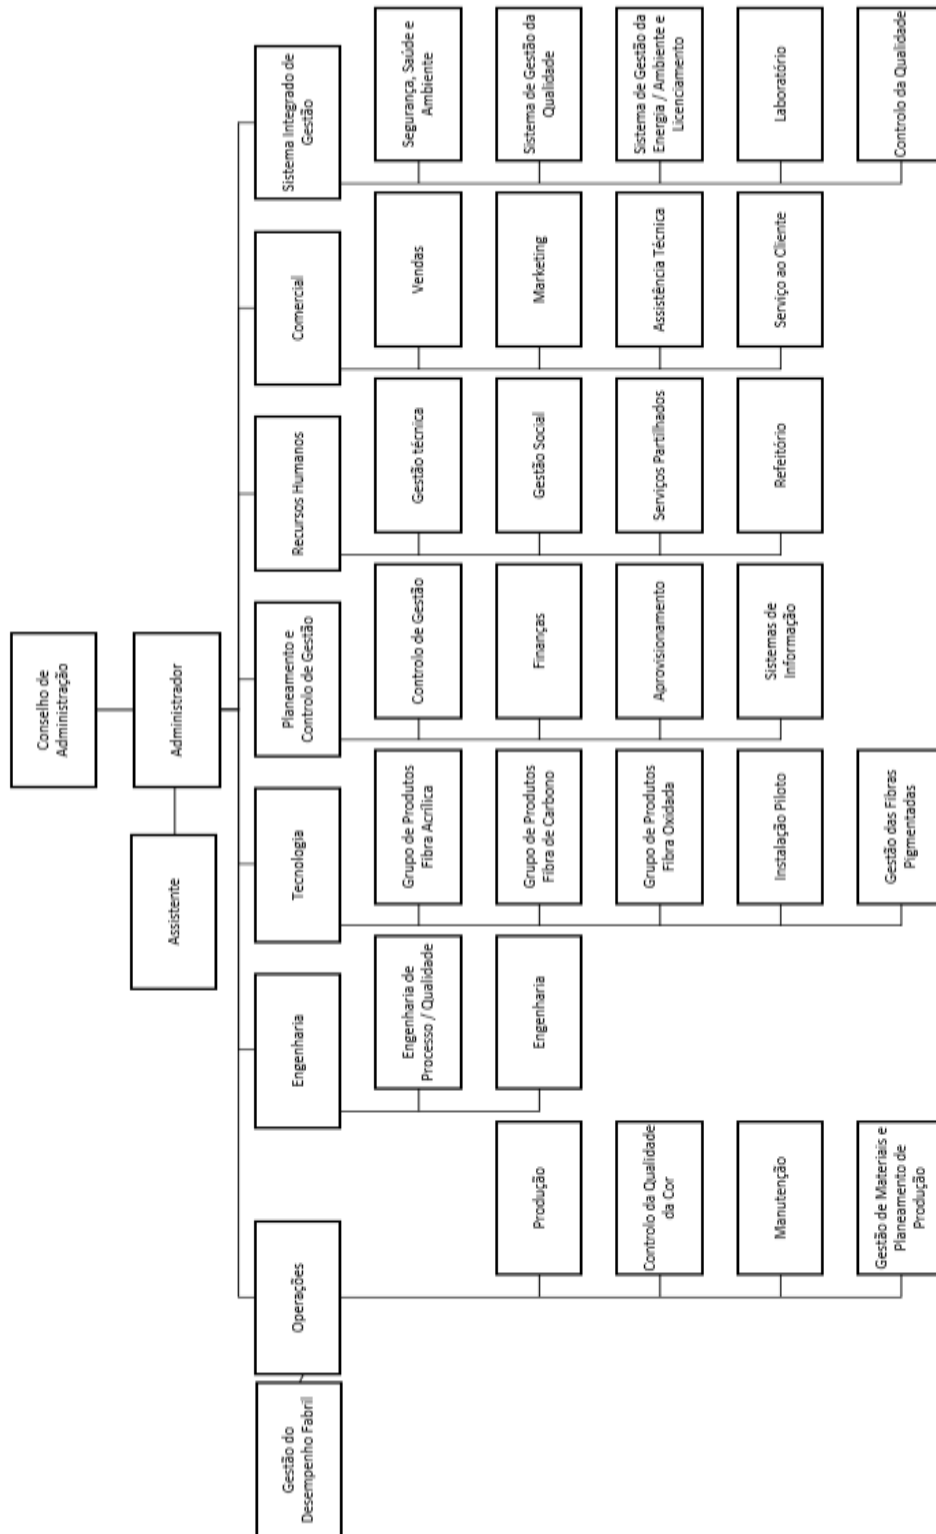 Conselho de
Administração
Administrador
Assistente
Gestão do
Desempenho Fabril
Operações
Produção
Controlo da Qualidade
da Cor
Manutenção
Gestão de Materiais e
Planeamento de
Produção
Engenharia
Engenharia de
Processo / Qualidade
Engenharia
Tecnologia
Grupo de Produtos
Fibra Acrílica
Grupo de Produtos
Fibra de Carbono
Grupo de Produtos
Fibra Oxidada
Instalação Piloto
Gestão das Fibras
Pigmentadas
Planeamento e
Controlo de Gestão
Controlo de Gestão
Finanças
Aprovisionamento
Sistemas de
Informação
Recursos Humanos
Gestão técnica
Gestão Social
Serviços Partilhados
Refeitório
Comercial
Vendas
Marketing
Assistência Técnica
Serviço ao Cliente
Sistema Integrado de
Gestão
Segurança, Saúde e
Ambiente
Sistema de Gestão da
Qualidade
Sistema de Gestão da
Energia / Ambiente e
Licenciamento
Laboratório
Controlo da Qualidade